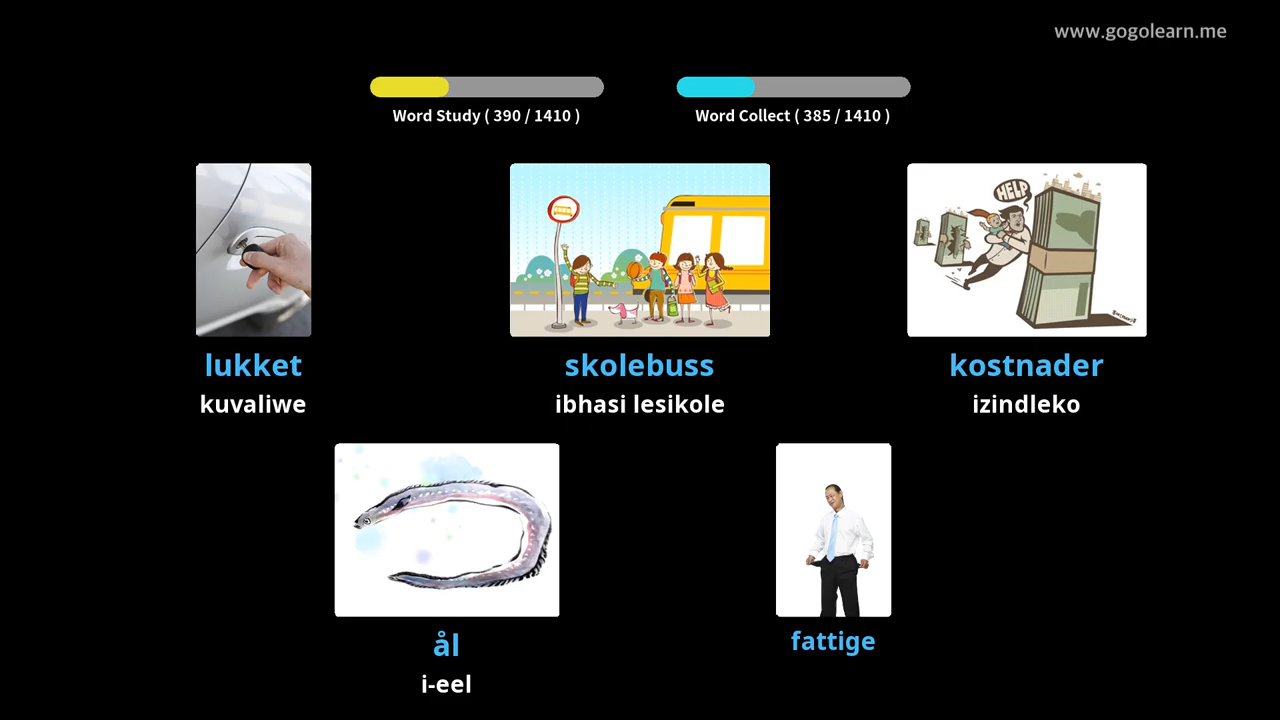 www.gogolearn.me
Word Study ( 390 / 1410 )
Word Collect ( 385 / 1410 )
HELP
lukket
kuvaliwe
skolebuss
ibhasi lesikole
kostnader
izindleko
ål
i-eel
fattige